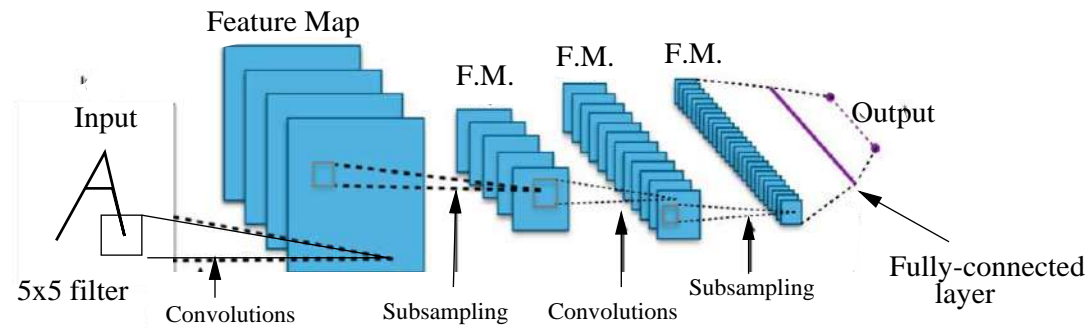 Feature Map
F.M.
F.M.
F.M.
Input
Output
A
5x5 filter
Convolutions
Subsampling
Convolutions
Subsampling
Fully-connected
layer